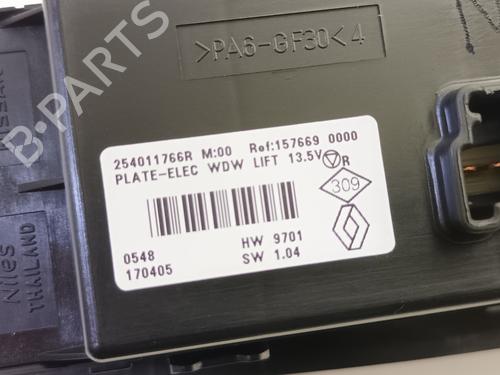 >PA6-GF30<4
254011766R M:00 Ref:157669 0000
PLATE-ELEC WDW LIFT 13.5V R
309
0548
170405
HW 9701
SW 1.04
NISSAN
Niles
THAILAND
B-Parts